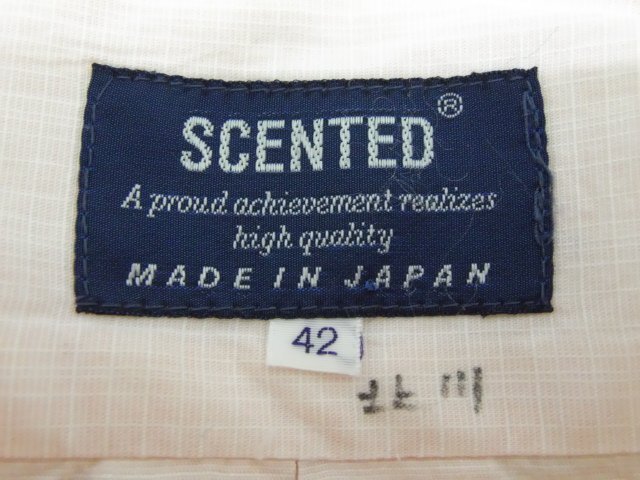 SCENTED®
A proud achievement realizes
high quality
MADE IN JAPAN
42